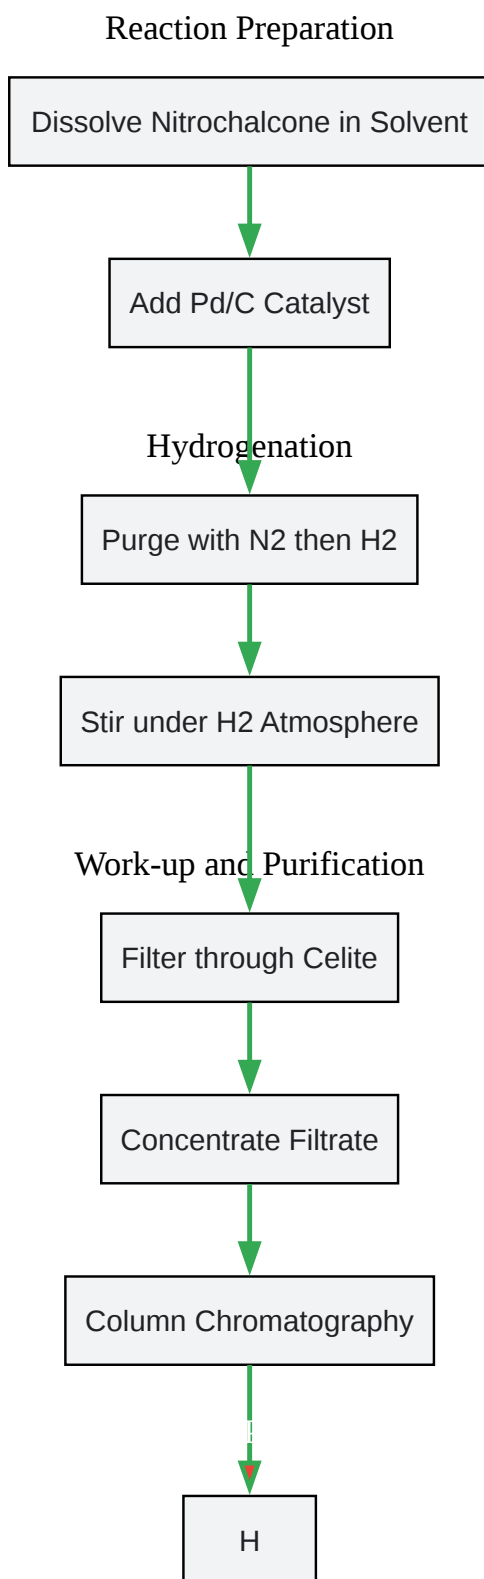 Reaction Preparation
Dissolve Nitrochalcone in Solvent
Add Pd/C Catalyst
Hydrogenation
Purge with N2 then H2
Stir under H2 Atmosphere
Work-up and Purification
Filter through Celite
Concentrate Filtrate
Column Chromatography
H